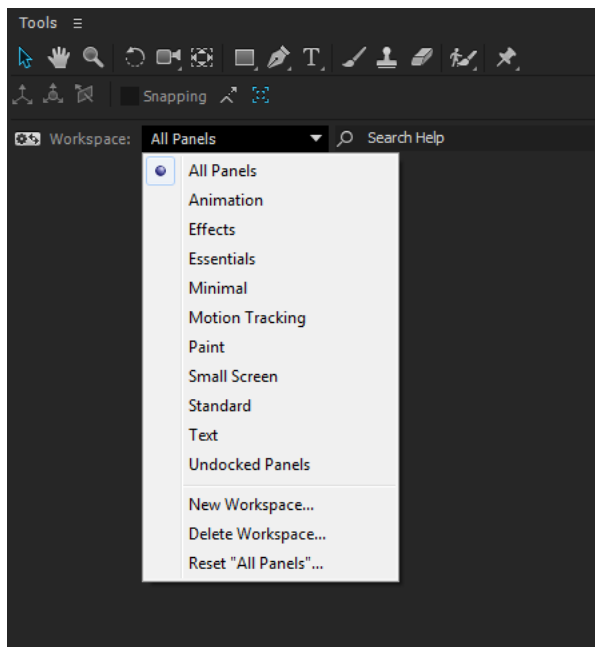 Tools
Snapping
Workspace: All Panels Search Help
All Panels
Animation
Effects
Essentials
Minimal
Motion Tracking
Paint
Small Screen
Standard
Text
Undocked Panels
New Workspace...
Delete Workspace...
Reset "All Panels"...